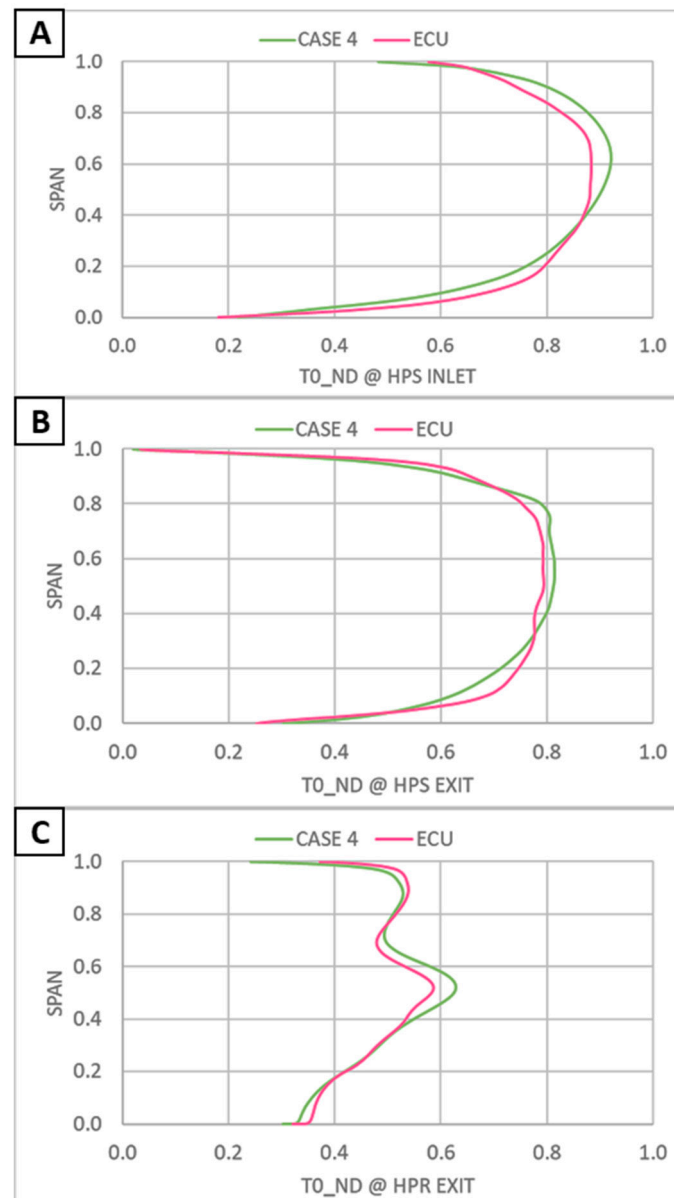 A
CASE 4 ECU
1.0
0.8
0.6
0.4
0.2
0.0
SPAN
0.0 0.2 0.4 0.6 0.8 1.0
T0_ND @ HPS INLET
B
CASE 4 ECU
1.0
0.8
0.6
0.4
0.2
0.0
SPAN
0.0 0.2 0.4 0.6 0.8 1.0
T0_ND @ HPS EXIT
C
CASE 4 ECU
1.0
0.8
0.6
0.4
0.2
0.0
SPAN
0.0 0.2 0.4 0.6 0.8 1.0
T0_ND @ HPR EXIT